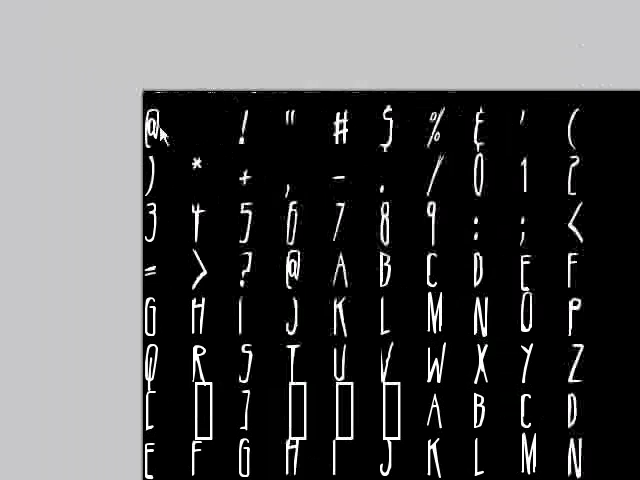 @ ! " # $ % £ ' (
) * + , - . / 0 1 2
3 4 5 6 7 8 9 : ; <
= > ? @ A B C D E F
G H I J K L M N O P
Q R S T U V W X Y Z
[ ] A B C D
E F G H I J K L M N